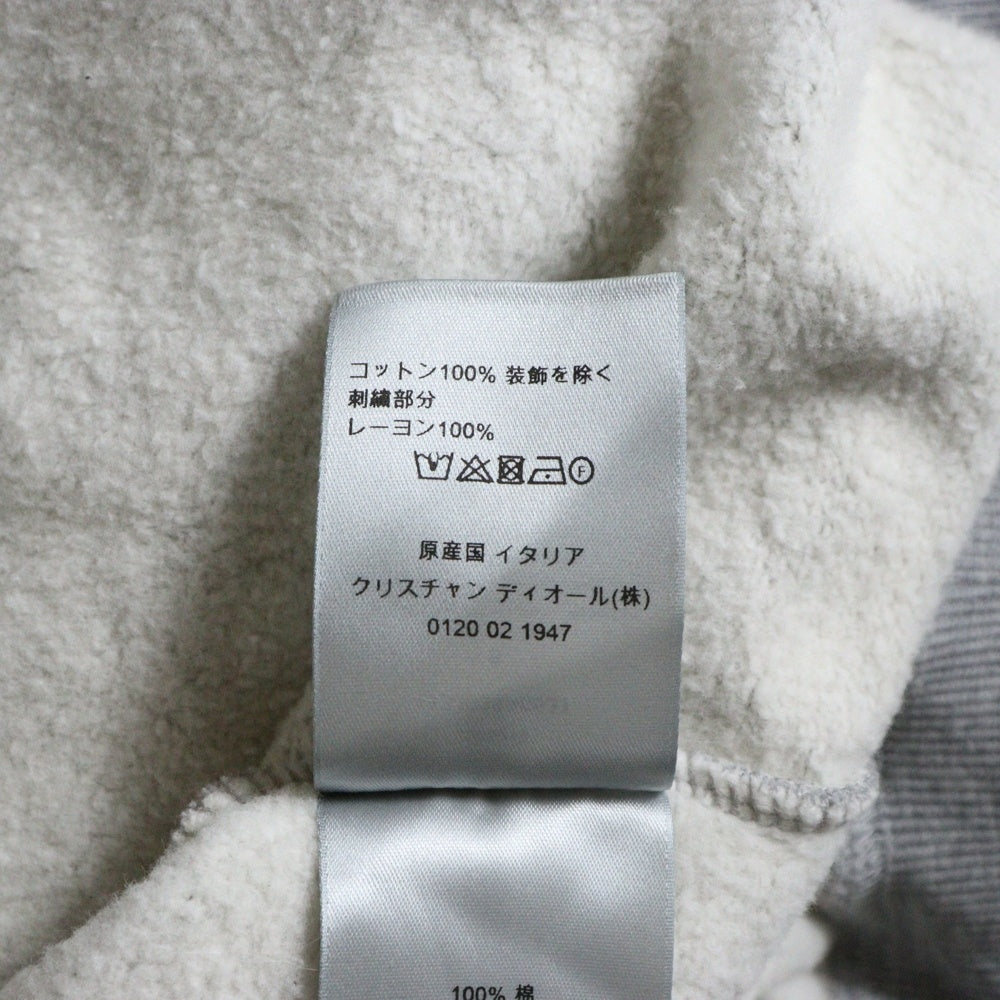 コットン100% 装飾を除く
刺繍部分
レーヨン100%
F
原産国 イタリア
クリスチャン ディオール(株)
0120 02 1947
100% 棉